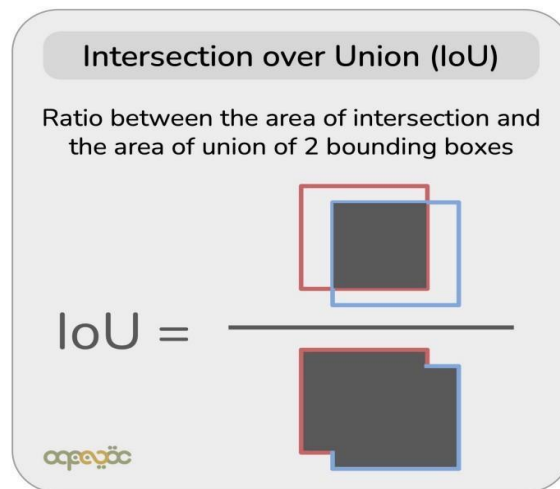 Intersection over Union (IoU)
Ratio between the area of intersection and
the area of union of 2 bounding boxes
IoU =